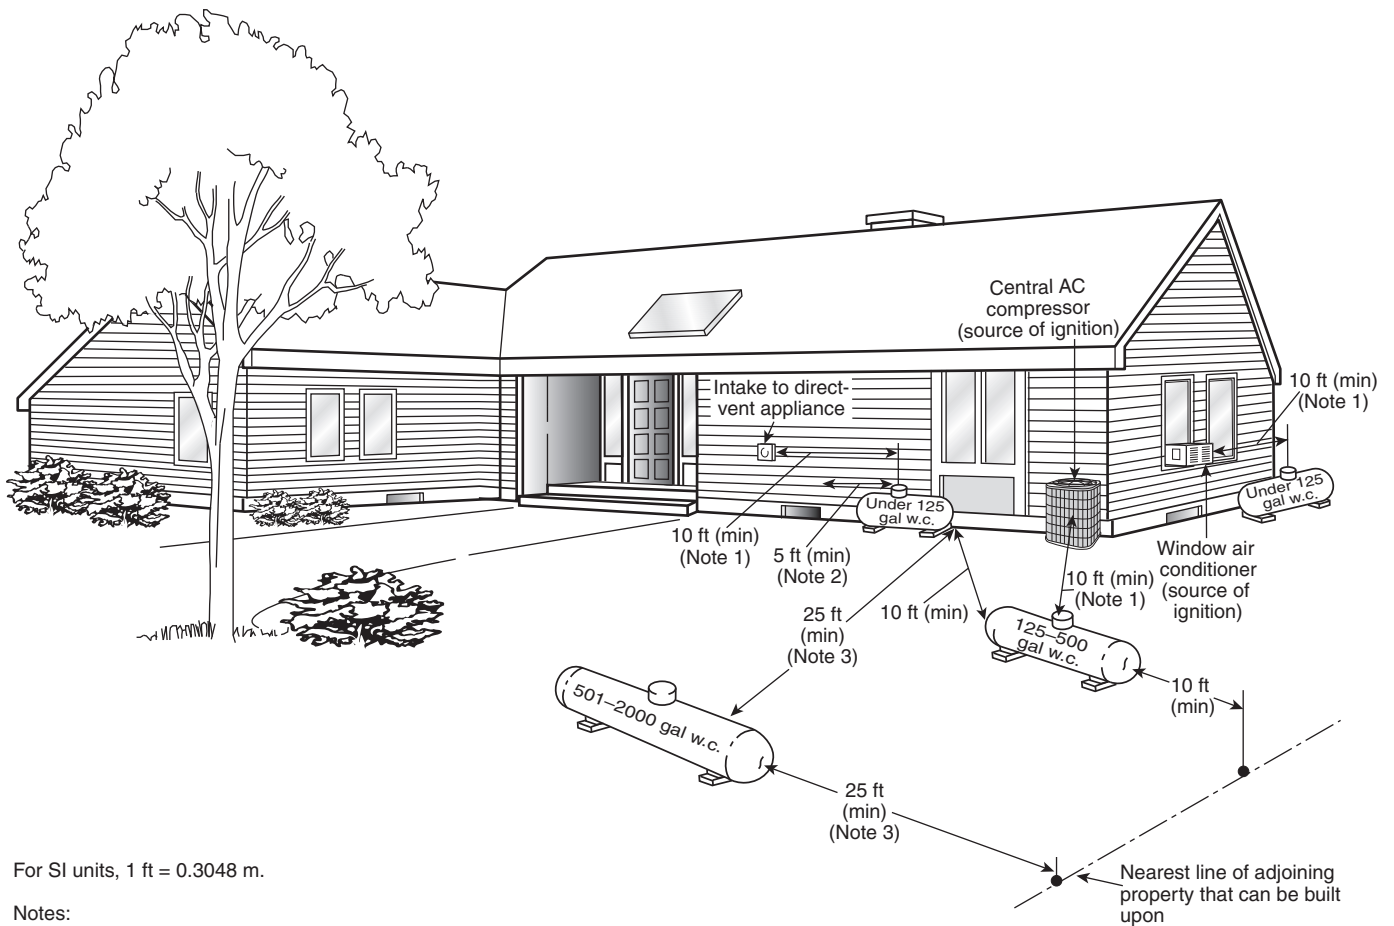 Central AC
compressor
(source of ignition)
10 ft (min)
(Note 1)
Intake to direct-
vent appliance
Under 125
gal w.c.
Under 125
gal w.c.
10 ft (min)
(Note 1)
5 ft (min)
(Note 2)
Window air
conditioner
(source of
ignition)
10 ft (min)
(Note 1)
10 ft (min)
25 ft
(min)
(Note 3)
125–500
gal w.c.
501–2000 gal w.c.
10 ft
(min)
25 ft
(min)
(Note 3)
Nearest line of adjoining
property that can be built
upon
For SI units, 1 ft = 0.3048 m.
Notes: